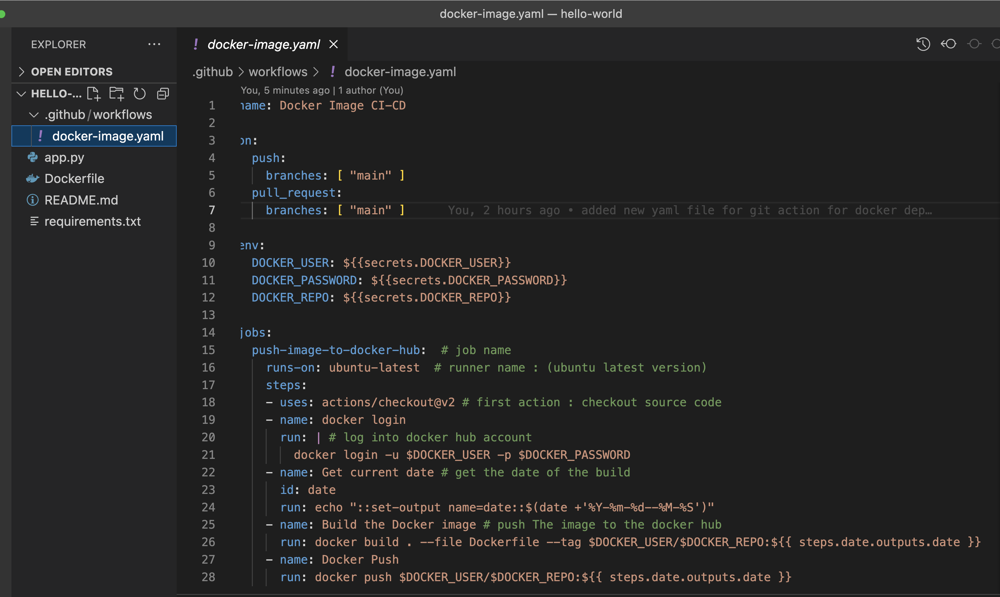 docker-image.yaml — hello-world
EXPLORER
OPEN EDITORS
HELLO-...
.github/workflows
! docker-image.yaml
app.py
Dockerfile
README.md
requirements.txt
! docker-image.yaml
.github > workflows > ! docker-image.yaml
You, 5 minutes ago | 1 author (You)
1 name: Docker Image CI-CD
2
3 on:
4 push:
5 branches: [ "main" ]
6 pull_request:
7 branches: [ "main" ] You, 2 hours ago • added new yaml file for git action for docker dep…
8
9 env:
10 DOCKER_USER: ${{secrets.DOCKER_USER}}
11 DOCKER_PASSWORD: ${{secrets.DOCKER_PASSWORD}}
12 DOCKER_REPO: ${{secrets.DOCKER_REPO}}
13
14 jobs:
15 push-image-to-docker-hub: # job name
16 runs-on: ubuntu-latest # runner name : (ubuntu latest version)
17 steps:
18 - uses: actions/checkout@v2 # first action : checkout source code
19 - name: docker login
20 run: | # log into docker hub account
21 docker login -u $DOCKER_USER -p $DOCKER_PASSWORD
22 - name: Get current date # get the date of the build
23 id: date
24 run: echo "::set-output name=date::$(date +'%Y-%m-%d--%M-%S')"
25 - name: Build the Docker image # push The image to the docker hub
26 run: docker build . --file Dockerfile --tag $DOCKER_USER/$DOCKER_REPO:${{ steps.date.outputs.date }}
27 - name: Docker Push
28 run: docker push $DOCKER_USER/$DOCKER_REPO:${{ steps.date.outputs.date }}